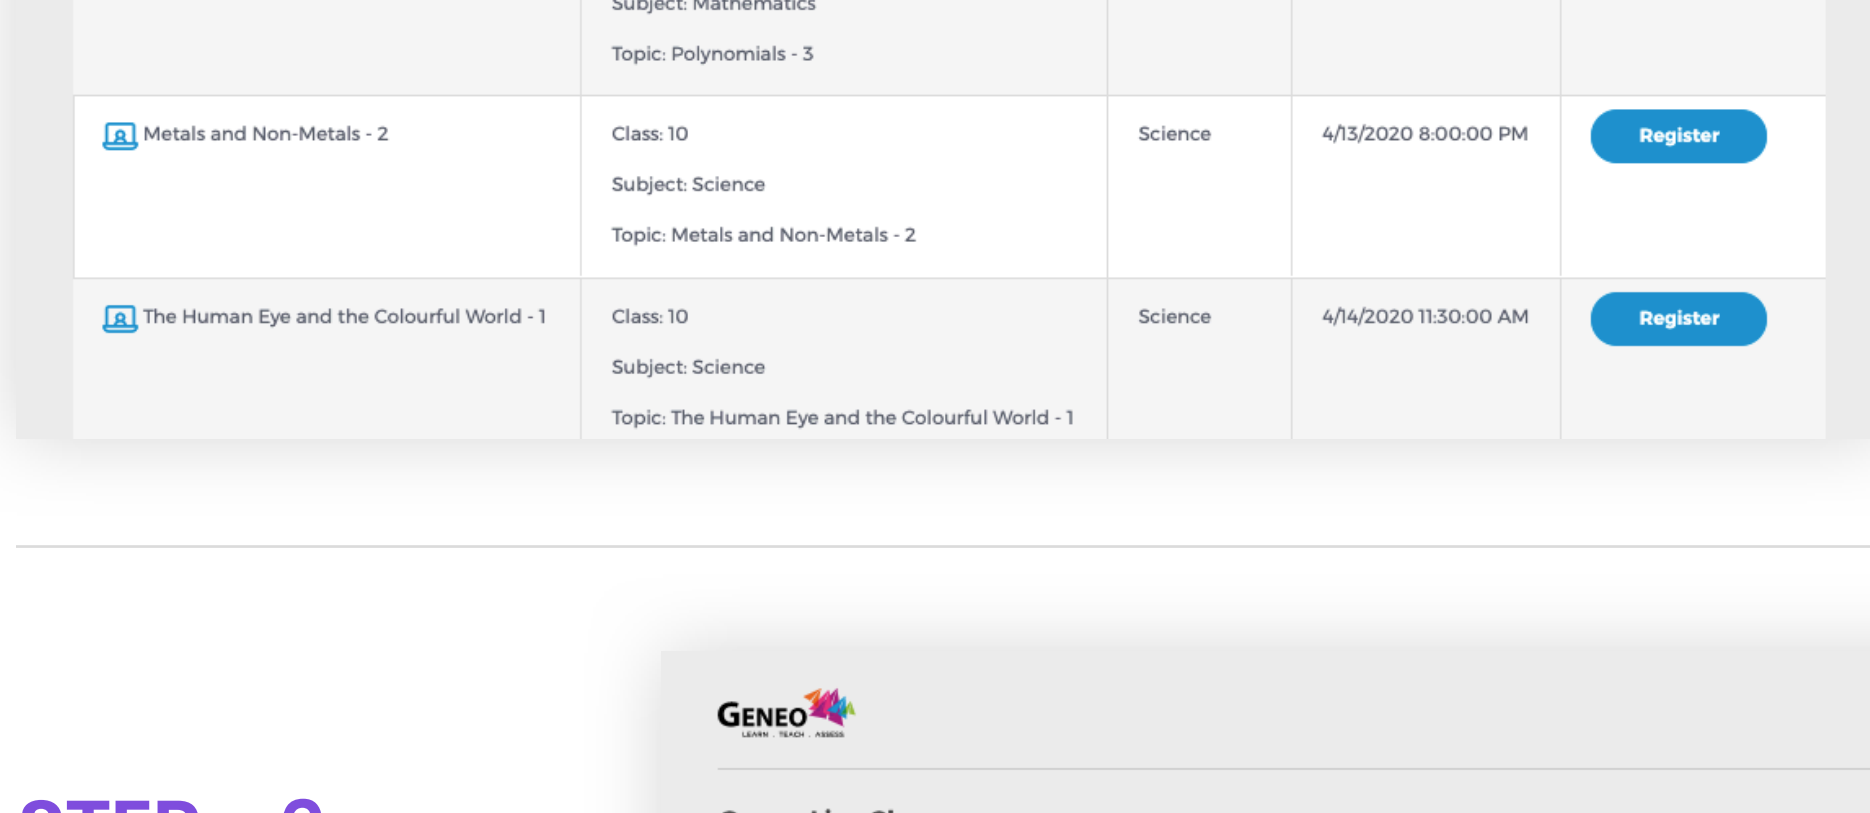 Subject: Mathematics
Topic: Polynomials - 3
Metals and Non-Metals - 2
Class: 10
Science
4/13/2020 8:00:00 PM
Register
Subject: Science
Topic: Metals and Non-Metals - 2
The Human Eye and the Colourful World - 1
Class: 10
Science
4/14/2020 11:30:00 AM
Register
Subject: Science
Topic: The Human Eye and the Colourful World - 1
GENEO
LEARN . TEACH . ASSESS
STEP